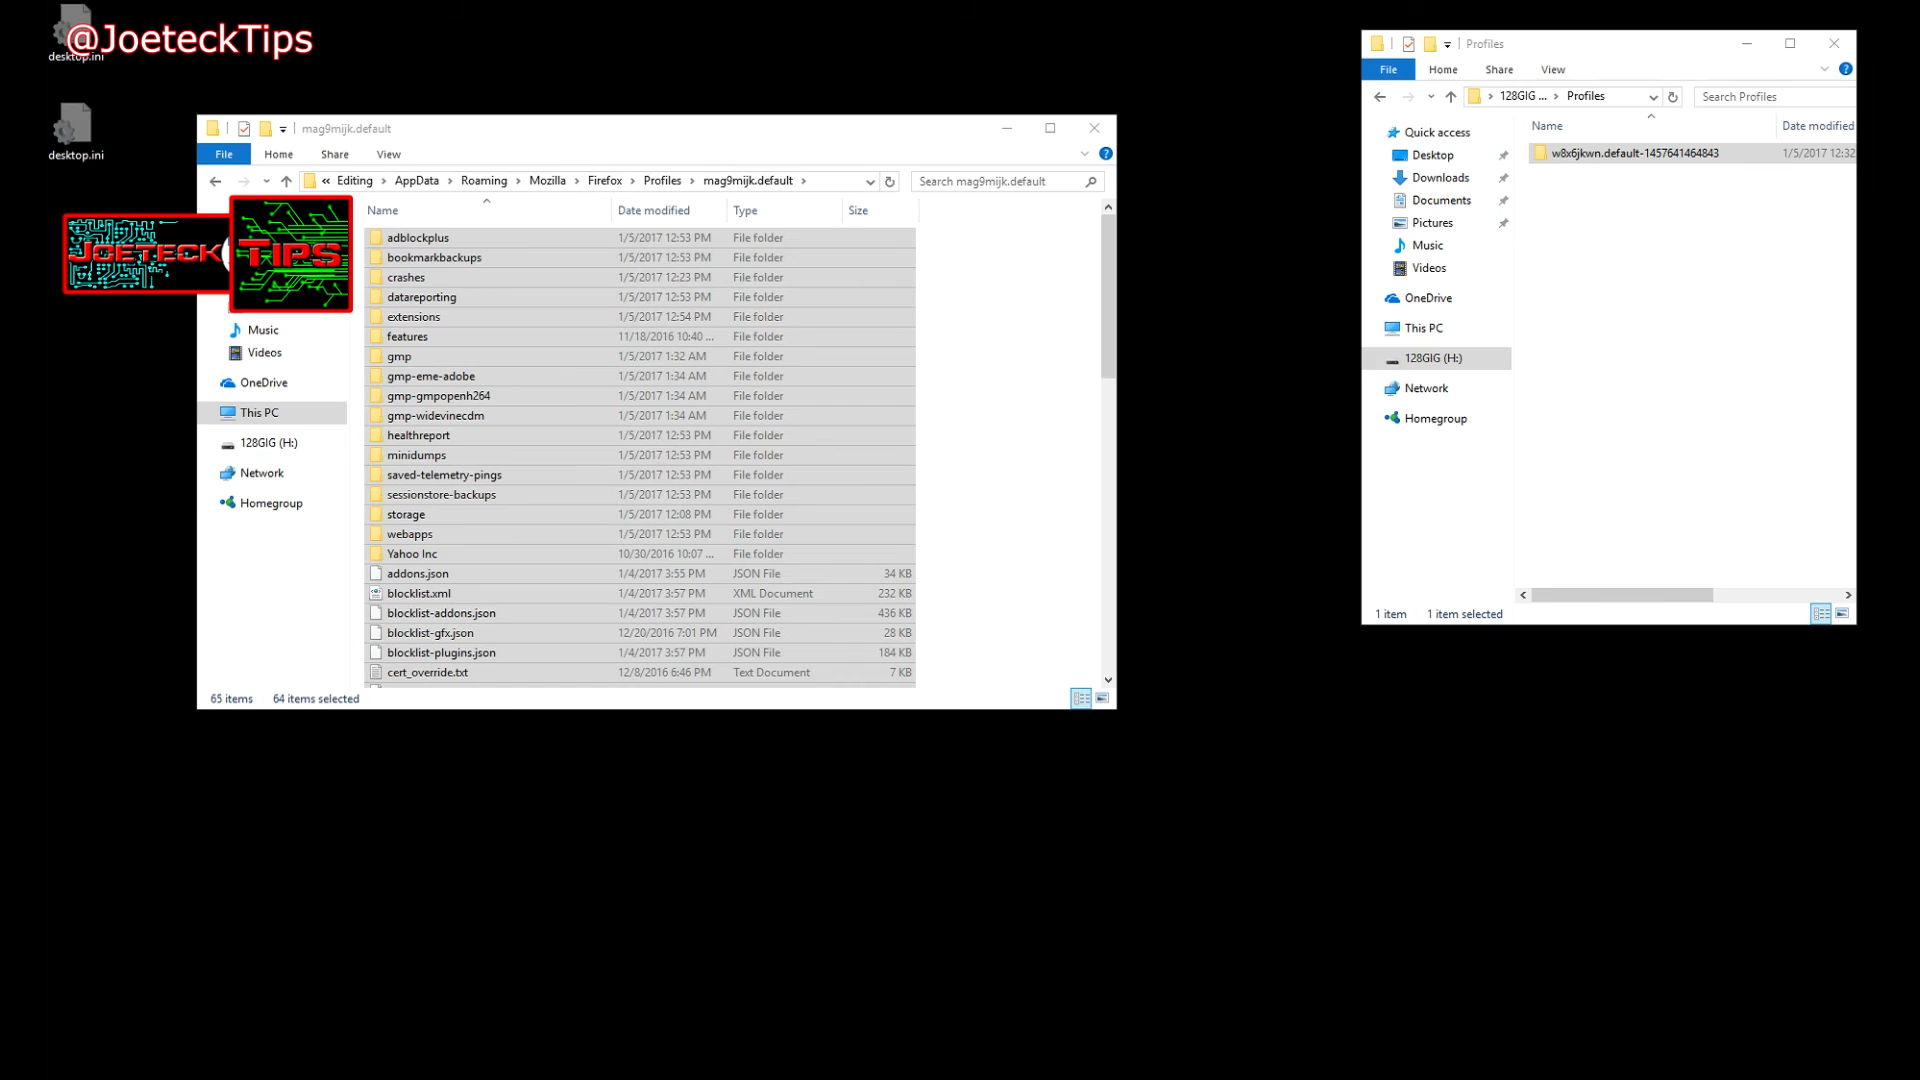 @JoeteckTips
desktop.ini
desktop.ini
JOETECK TIPS
mag9mijk.default
File Home Share View
« Editing > AppData > Roaming > Mozilla > Firefox > Profiles > mag9mijk.default >
Search mag9mijk.default
Music
Videos
OneDrive
This PC
128GIG (H:)
Network
Homegroup
Name Date modified Type Size
adblockplus 1/5/2017 12:53 PM File folder
bookmarkbackups 1/5/2017 12:53 PM File folder
crashes 1/5/2017 12:23 PM File folder
datareporting 1/5/2017 12:53 PM File folder
extensions 1/5/2017 12:54 PM File folder
features 11/18/2016 10:40 ... File folder
gmp 1/5/2017 1:32 AM File folder
gmp-eme-adobe 1/5/2017 1:34 AM File folder
gmp-gmpopenh264 1/5/2017 1:34 AM File folder
gmp-widevinecdm 1/5/2017 1:34 AM File folder
healthreport 1/5/2017 12:53 PM File folder
minidumps 1/5/2017 12:53 PM File folder
saved-telemetry-pings 1/5/2017 12:53 PM File folder
sessionstore-backups 1/5/2017 12:53 PM File folder
storage 1/5/2017 12:08 PM File folder
webapps 1/5/2017 12:53 PM File folder
Yahoo Inc 10/30/2016 10:07 ... File folder
addons.json 1/4/2017 3:55 PM JSON File 34 KB
blocklist.xml 1/4/2017 3:57 PM XML Document 232 KB
blocklist-addons.json 1/4/2017 3:57 PM JSON File 436 KB
blocklist-gfx.json 12/20/2016 7:01 PM JSON File 28 KB
blocklist-plugins.json 1/4/2017 3:57 PM JSON File 184 KB
cert_override.txt 12/8/2016 6:46 PM Text Document 7 KB
65 items 64 items selected
Profiles
File Home Share View
> 128GIG ... > Profiles
Search Profiles
Quick access
Desktop
Downloads
Documents
Pictures
Music
Videos
OneDrive
This PC
128GIG (H:)
Network
Homegroup
Name Date modified
w8x6jkwn.default-1457641464843 1/5/2017 12:32
1 item 1 item selected